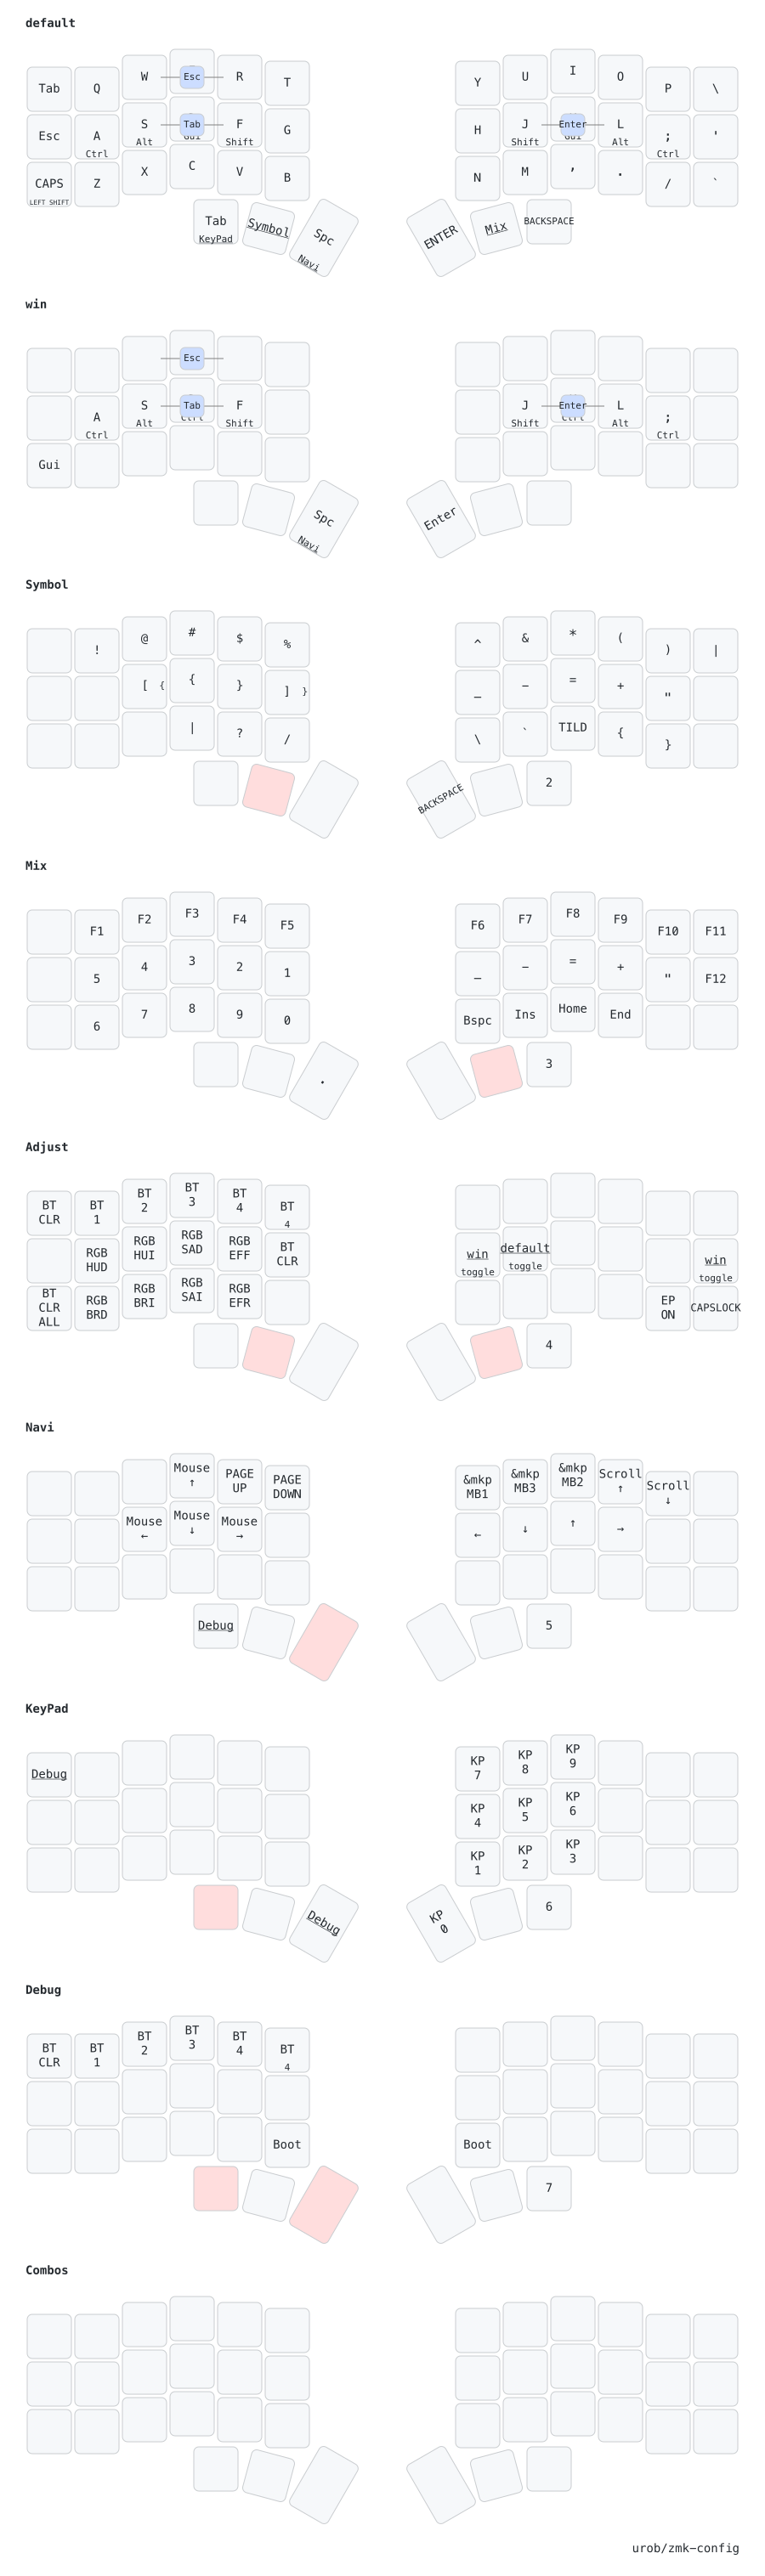 default
Tab Q W Esc R T Y U I O P \
Esc A S Tab F G H J Enter L ; '
Ctrl Alt Shift Shift Alt Ctrl
CAPS Z X C V B N M , . / `
LEFT SHIFT
Tab Symbol Spc ENTER Mix BACKSPACE
KeyPad Navi
win
Esc
A S Tab F J Enter L ;
Ctrl Alt Shift Shift Alt Ctrl
Gui
Spc Enter
Navi
Symbol
! @ # $ % ^ & * ( ) |
[ { { } ] } _ - = + "
| ? / \ ` TILD { }
BACKSPACE 2
Mix
F1 F2 F3 F4 F5 F6 F7 F8 F9 F10 F11
5 4 3 2 1 _ - = + " F12
6 7 8 9 0 Bspc Ins Home End
. 3
Adjust
BT CLR BT 1 BT 2 BT 3 BT 4 BT 4
RGB HUD RGB HUI RGB SAD RGB EFF BT CLR win toggle default toggle win toggle
BT CLR ALL RGB BRD RGB BRI RGB SAI RGB EFR EP ON CAPSLOCK
4
Navi
Mouse ↑ PAGE UP PAGE DOWN &mkp MB1 &mkp MB3 &mkp MB2 Scroll ↑ Scroll ↓
Mouse ← Mouse ↓ Mouse → ← ↓ ↑ →
Debug 5
KeyPad
Debug KP 7 KP 8 KP 9
KP 4 KP 5 KP 6
KP 1 KP 2 KP 3
Debug KP 0 6
Debug
BT CLR BT 1 BT 2 BT 3 BT 4 BT 4
Boot Boot
7
Combos
urob/zmk-config